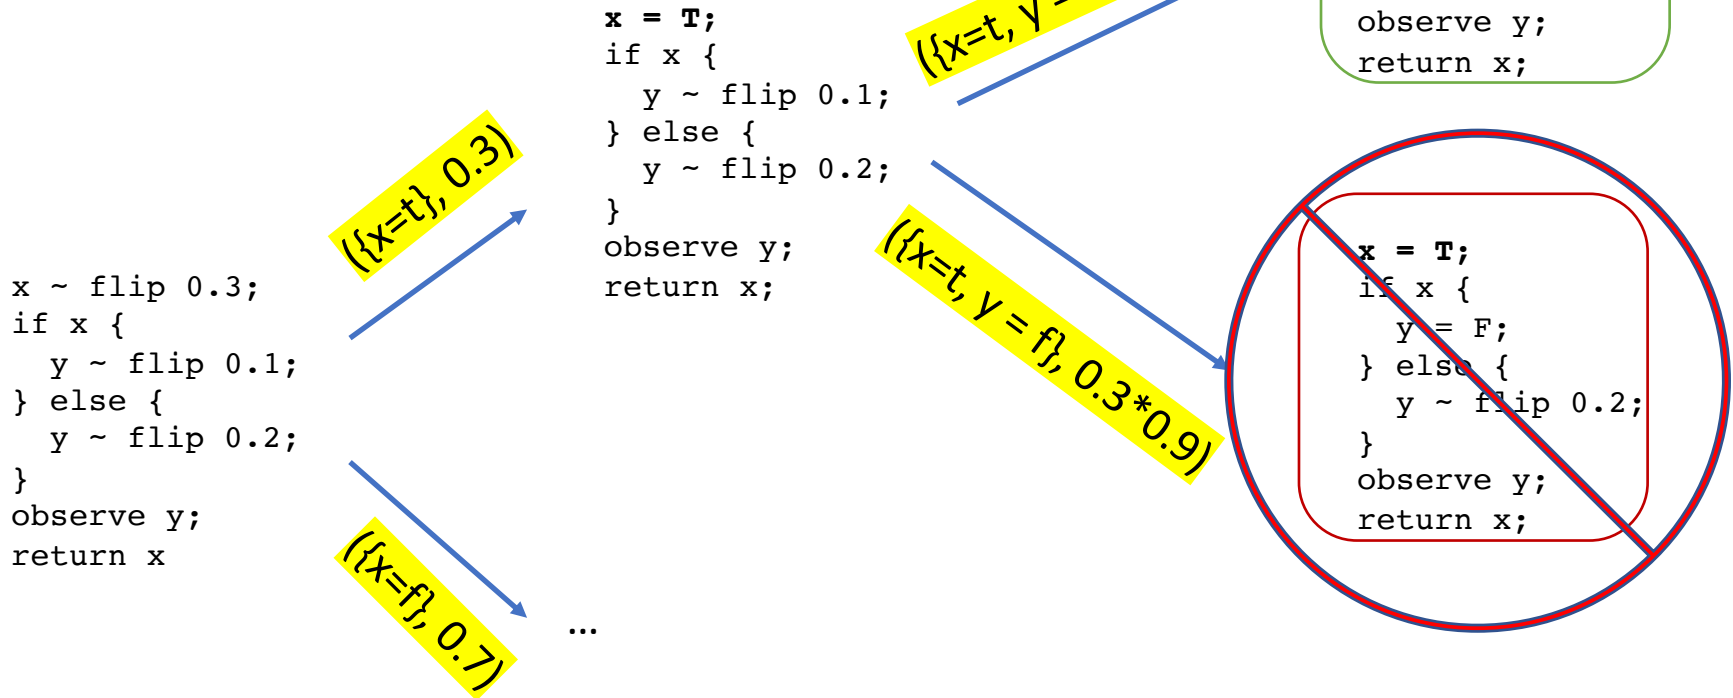 x ~ flip 0.3;
if x {
  y ~ flip 0.1;
} else {
  y ~ flip 0.2;
}
observe y;
return x
({x=t}, 0.3)
({x=f}, 0.7)
...
x = T;
if x {
  y ~ flip 0.1;
} else {
  y ~ flip 0.2;
}
observe y;
return x;
({x=t, y =
({x=t, y = f}, 0.3*0.9)
observe y;
return x;
x = T;
if x {
  y = F;
} else {
  y ~ flip 0.2;
}
observe y;
return x;